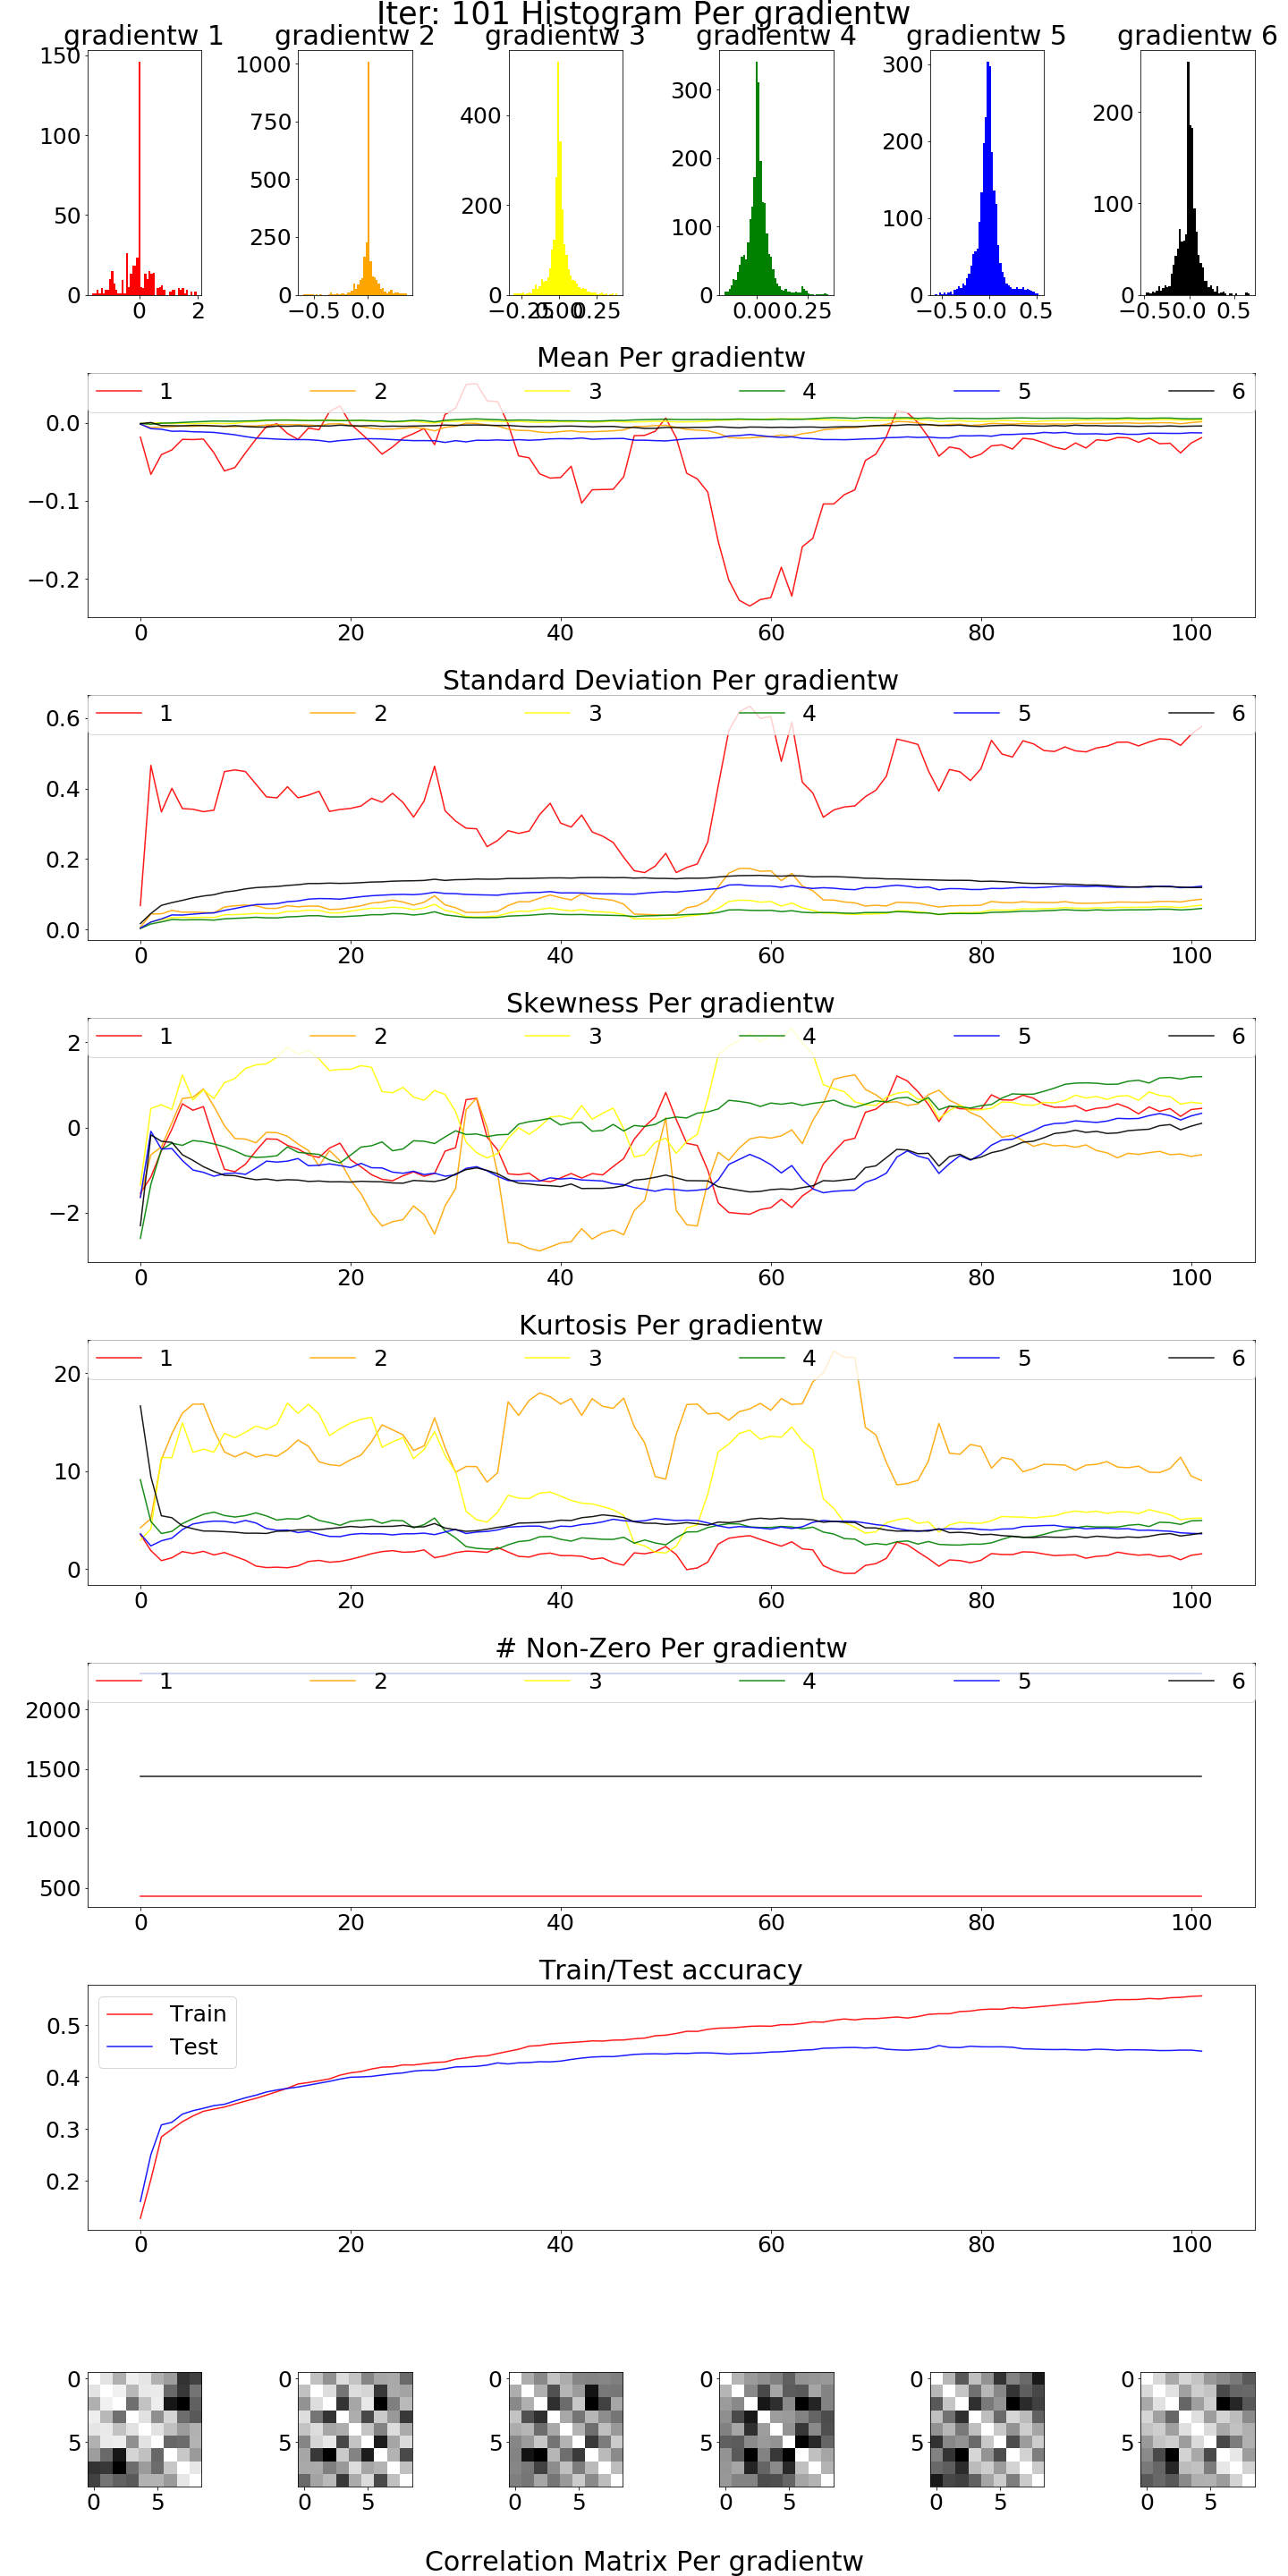 Iter: 101 Histogram Per gradientw
gradientw 1 gradientw 2 gradientw 3 gradientw 4 gradientw 5 gradientw 6
150
100
50
0
0 2
1000
750
500
250
0
−0.5 0.0
400
200
0
−0.25 0.00 0.25
300
200
100
0
0.00 0.25
300
200
100
0
−0.5 0.0 0.5
200
100
0
−0.5 0.0 0.5
Mean Per gradientw
1 2 3 4 5 6
0.0
−0.1
−0.2
0 20 40 60 80 100
Standard Deviation Per gradientw
1 2 3 4 5 6
0.6
0.4
0.2
0.0
0 20 40 60 80 100
Skewness Per gradientw
1 2 3 4 5 6
2
0
−2
0 20 40 60 80 100
Kurtosis Per gradientw
1 2 3 4 5 6
20
10
0
0 20 40 60 80 100
# Non-Zero Per gradientw
1 2 3 4 5 6
2000
1500
1000
500
0 20 40 60 80 100
Train/Test accuracy
Train
Test
0.5
0.4
0.3
0.2
0 20 40 60 80 100
0
5
0 5
0
5
0 5
0
5
0 5
0
5
0 5
0
5
0 5
0
5
0 5
Correlation Matrix Per gradientw